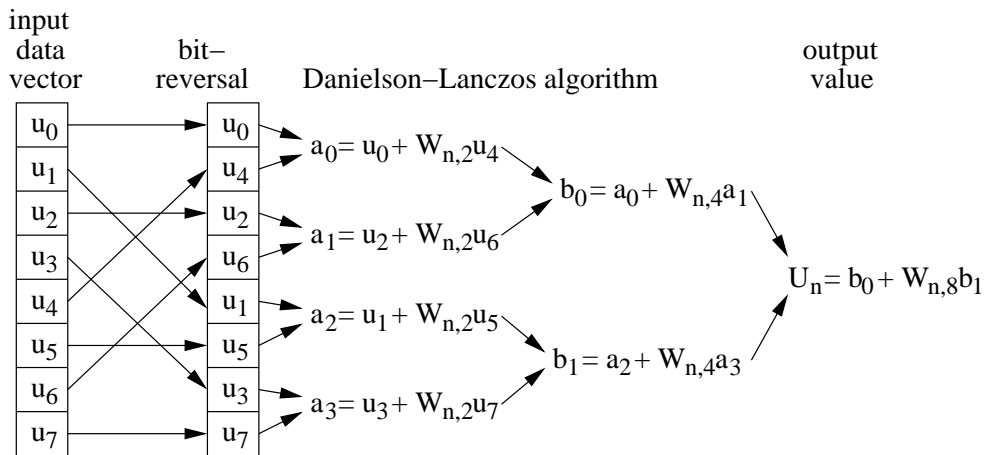 input
data
vector
bit–
reversal
Danielson–Lanczos algorithm
output
value
u₀
u₁
u₂
u₃
u₄
u₅
u₆
u₇
u₀
u₄
u₂
u₆
u₁
u₅
u₃
u₇
a₀= u₀+ Wₙ,₂u₄
a₁= u₂+ Wₙ,₂u₆
a₂= u₁+ Wₙ,₂u₅
a₃= u₃+ Wₙ,₂u₇
b₀= a₀+ Wₙ,₄a₁
b₁= a₂+ Wₙ,₄a₃
Uₙ= b₀+ Wₙ,₈b₁